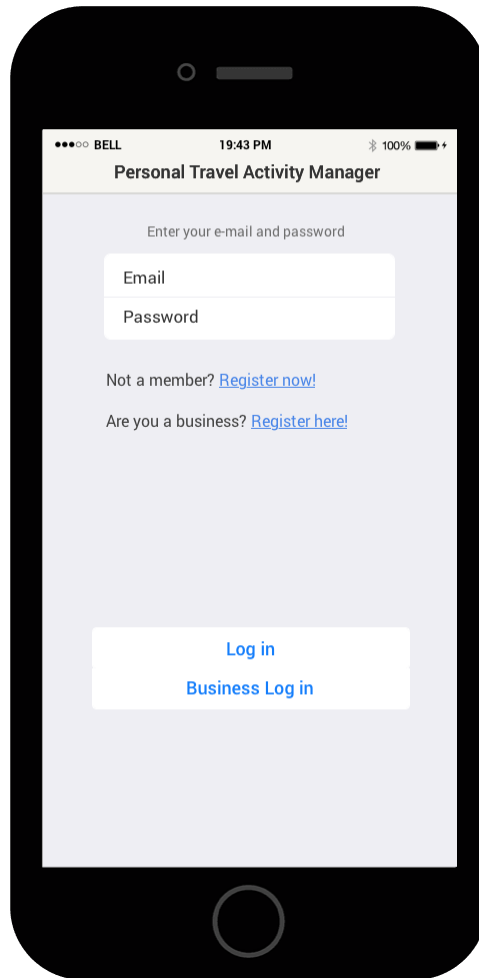 BELL 19:43 PM 100%
Personal Travel Activity Manager
Enter your e-mail and password
Email
Password
Not a member? Register now!
Are you a business? Register here!
Log in
Business Log in